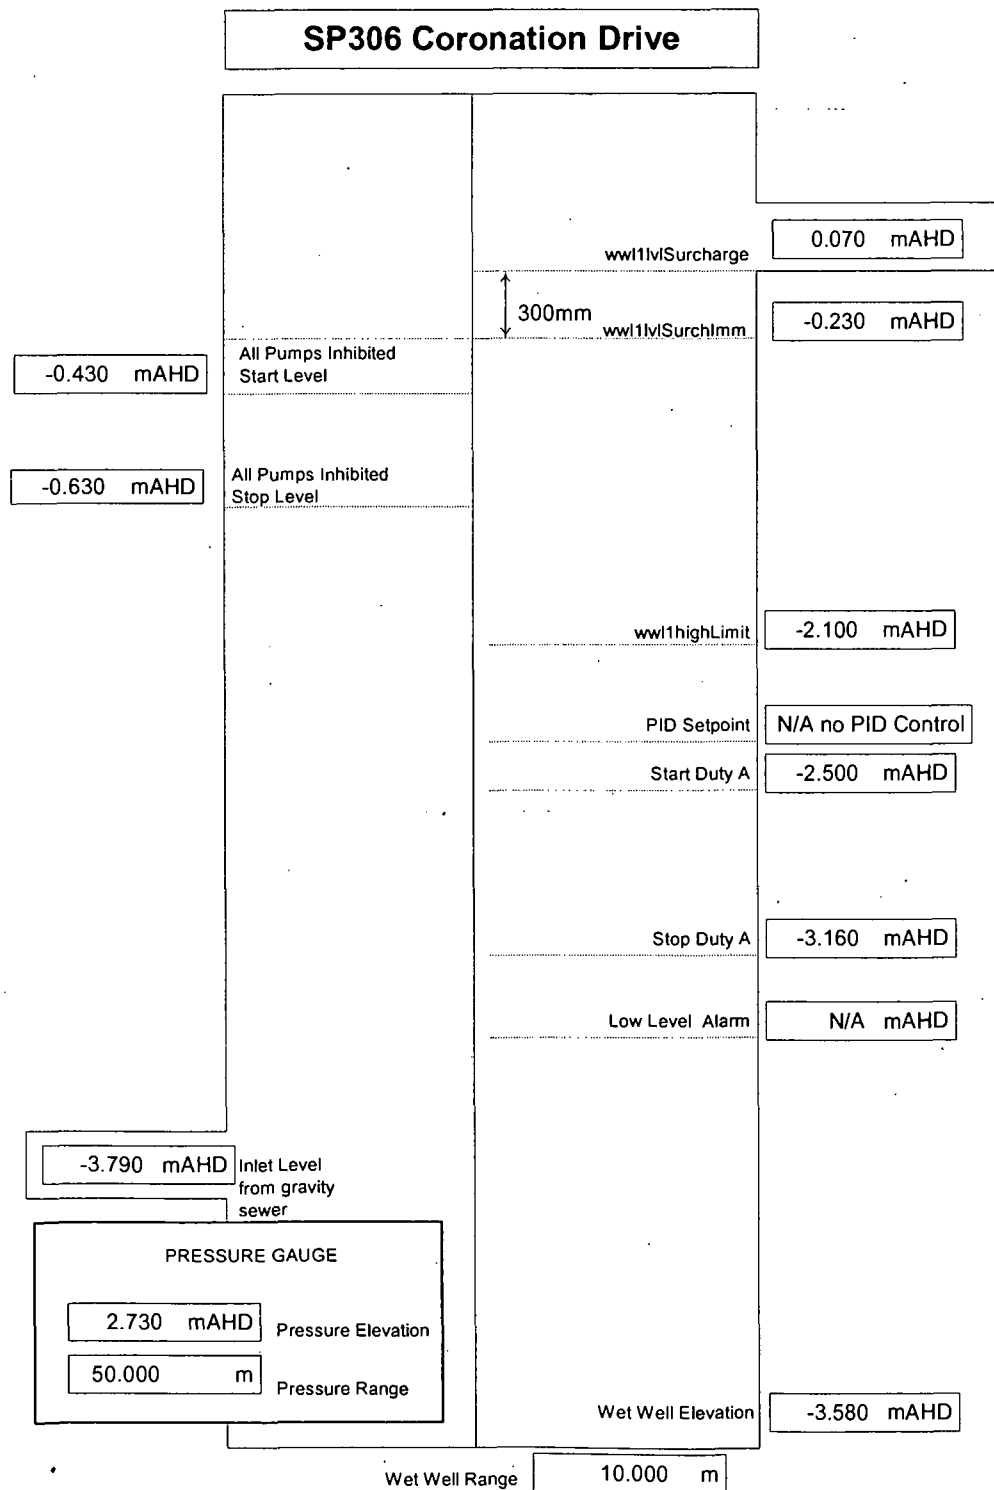 SP306 Coronation Drive
0.070 mAHD
wwl1lvlSurcharge
300mm
wwl1lvlSurchImm
-0.230 mAHD
All Pumps Inhibited
Start Level
-0.430 mAHD
All Pumps Inhibited
Stop Level
-0.630 mAHD
wwl1highLimit
-2.100 mAHD
PID Setpoint
N/A no PID Control
Start Duty A
-2.500 mAHD
Stop Duty A
-3.160 mAHD
Low Level Alarm
N/A mAHD
-3.790 mAHD
Inlet Level
from gravity
sewer
PRESSURE GAUGE
2.730 mAHD
Pressure Elevation
50.000 m
Pressure Range
Wet Well Elevation
-3.580 mAHD
Wet Well Range
10.000 m